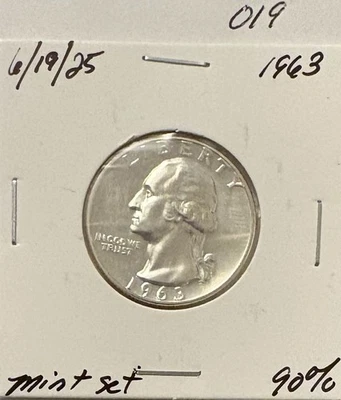 019
6/19/25 1963
LIBERTY
IN GOD WE
TRUST
1963
mint set 90%